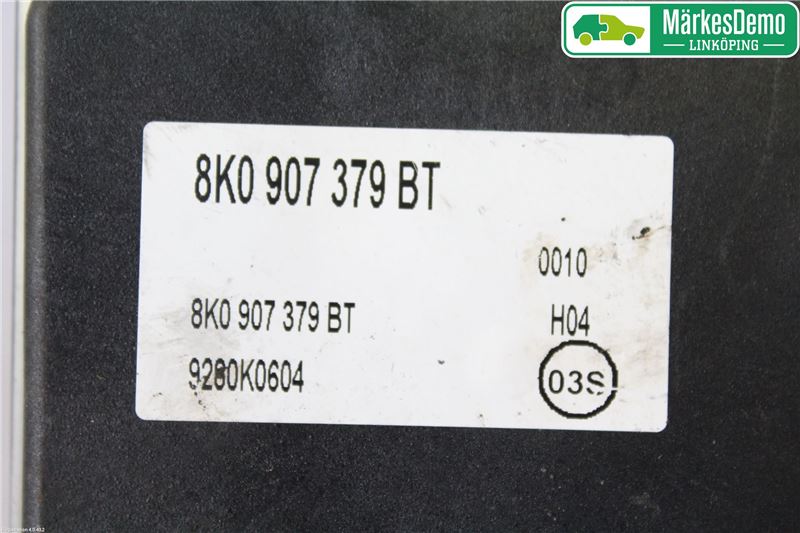 MärkesDemo
LINKÖPING
8K0 907 379 BT
0010
8K0 907 379 BT
H04
9280K0604
03S